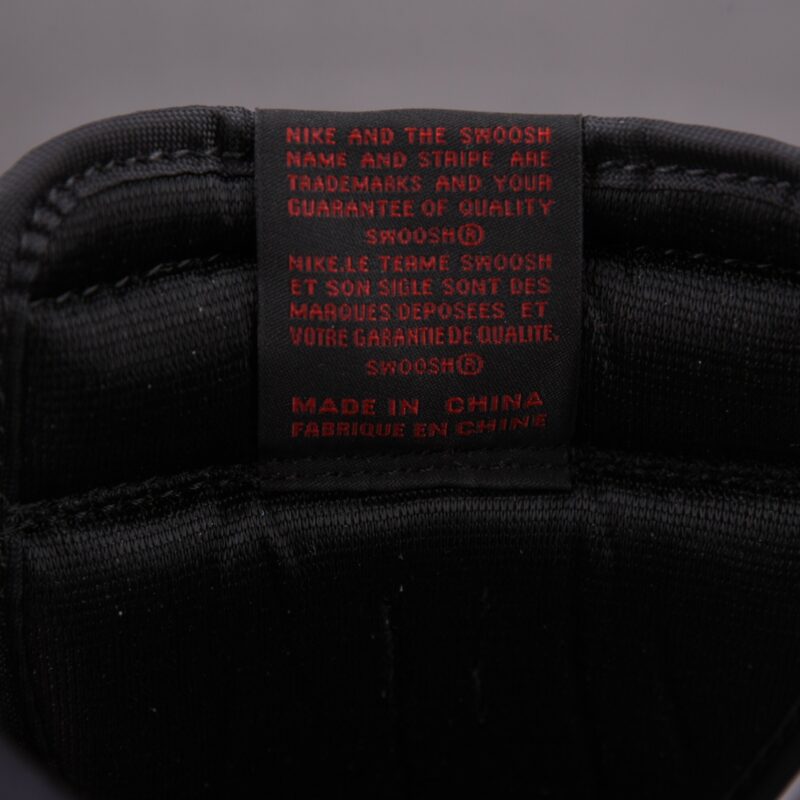 NIKE AND THE SWOOSH
NAME AND STRIPE ARE
TRADEMARKS AND YOUR
GUARANTEE OF QUALITY
SWOOSH®
NIKE.LE TERME SWOOSH
ET SON SIGLE SONT DES
MARQUES DEPOSEES ET
VOTRE GARANTIE DE QUALITE.
SWOOSH®
MADE IN CHINA
FABRIQUE EN CHINE